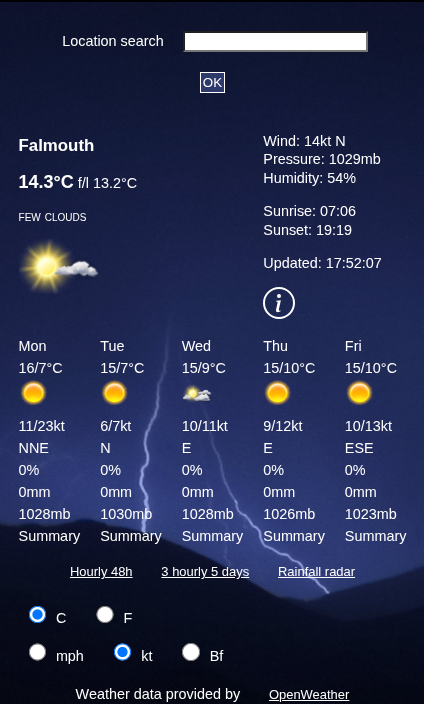 Location search
OK
Falmouth
14.3°C f/l 13.2°C
FEW CLOUDS
Wind: 14kt N
Pressure: 1029mb
Humidity: 54%
Sunrise: 07:06
Sunset: 19:19
Updated: 17:52:07
i
Mon Tue Wed Thu Fri
16/7°C 15/7°C 15/9°C 15/10°C 15/10°C
11/23kt 6/7kt 10/11kt 9/12kt 10/13kt
NNE N E E ESE
0% 0% 0% 0% 0%
0mm 0mm 0mm 0mm 0mm
1028mb 1030mb 1028mb 1026mb 1023mb
Summary Summary Summary Summary Summary
Hourly 48h 3 hourly 5 days Rainfall radar
C F
mph kt Bf
Weather data provided by OpenWeather